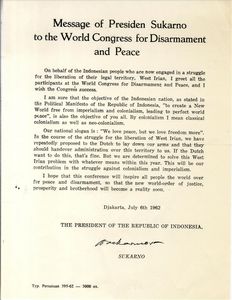 Message of Presiden Sukarno
to the World Congress for Disarmament
and Peace
On behalf of the Indonesian people who are now engaged in a struggle
for the liberation of their legal territory, West Irian, I greet all the
participants at the World Congress for Disarmament and Peace, and I
wish the Congress success.
I am sure that the objective of the Indonesian nation, as stated in
the Political Manifesto of the Republic of Indonesia, "to create a New
World free from imperialism and colonialism, leading to perfect world
peace", is also the objective of you all. By colonialism I mean classical
colonialism as well as neo-colonialism.
Our national slogan is : "We love peace, but we love freedom more".
In the course of the struggle for the liberation of West Irian, we have
repeatedly proposed to the Dutch to lay down our arms and that they
should handover administration over this territory to us. If the Dutch
want to do this, that's fine. But we are determined to solve this West
Irian problem with whatever means within this year. This will be our
contribution in the struggle against colonialism and imperialism.
I hope that this conference will inspire all people the world over
for peace and disarmament, so that the new world-order of justice,
prosperity and brotherhood will become a reality soon.
Djakarta, July 6th 1962
THE PRESIDENT OF THE REPUBLIC OF INDONESIA,
SUKARNO
Typ. Persatuan 395-62 — 3000 ex.